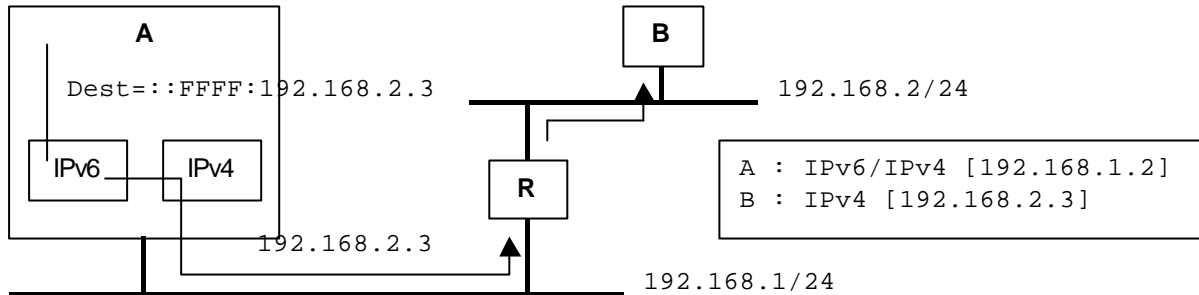 A
B
Dest=::FFFF:192.168.2.3
192.168.2/24
IPv6
IPv4
R
A : IPv6/IPv4 [192.168.1.2]
B : IPv4 [192.168.2.3]
192.168.2.3
192.168.1/24